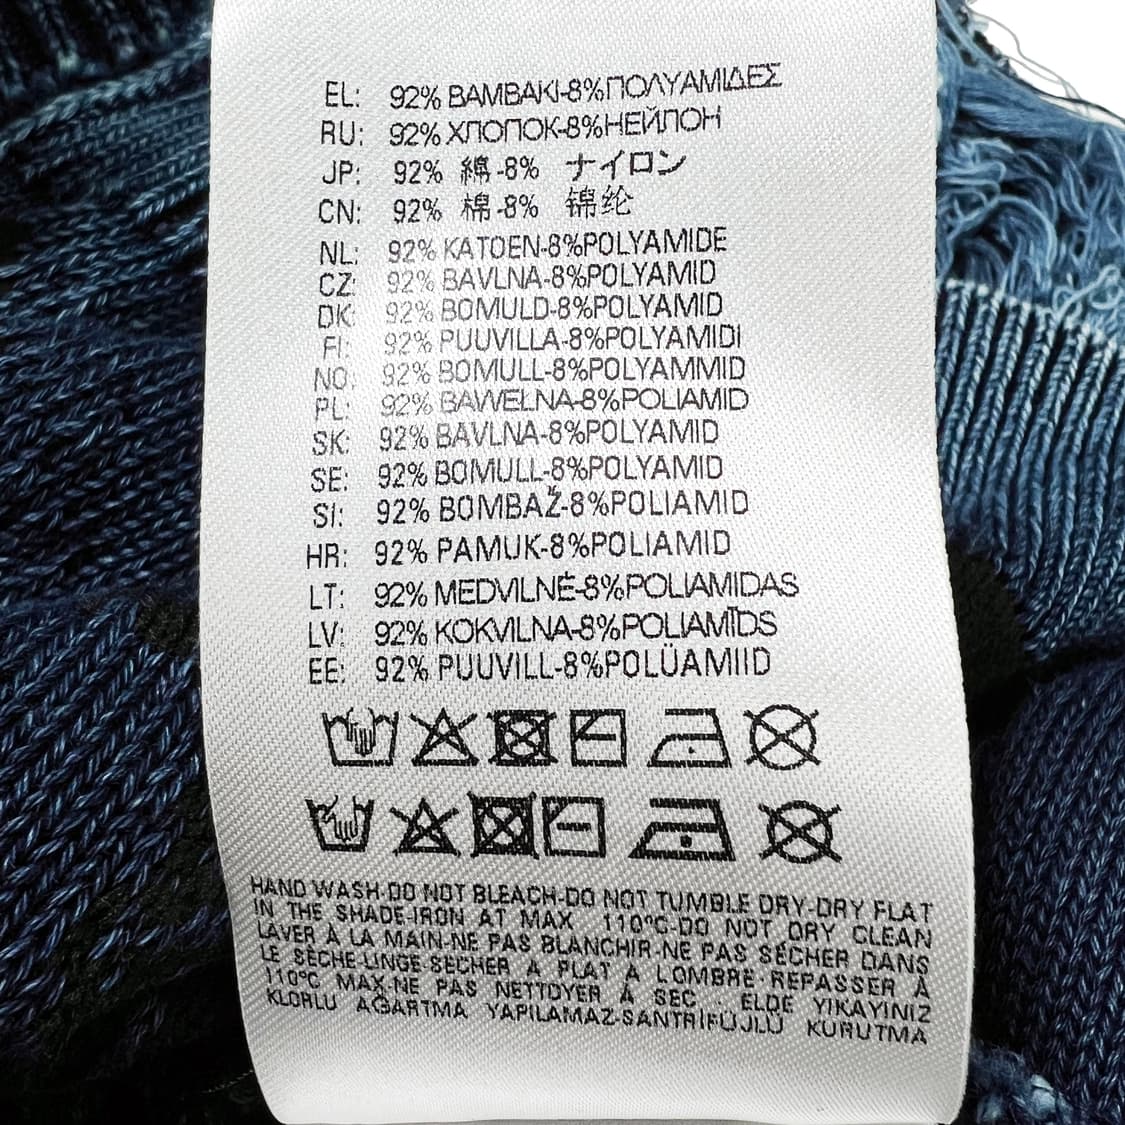 EL: 92% ΒΑΜΒΑΚΙ-8%ΠΟΛΥΑΜΙΔΕΣ
RU: 92% ХЛОПОК-8%НЕЙЛОН
JP: 92% 綿-8% ナイロン
CN: 92% 棉-8% 锦纶
NL: 92% KATOEN-8%POLYAMIDE
CZ: 92% BAVLNA-8%POLYAMID
DK: 92% BOMULD-8%POLYAMID
FI: 92% PUUVILLA-8%POLYAMIDI
NO: 92% BOMULL-8%POLYAMMID
PL: 92% BAWEŁNA-8%POLIAMID
SK: 92% BAVLNA-8%POLYAMID
SE: 92% BOMULL-8%POLYAMID
SI: 92% BOMBAŽ-8%POLIAMID
HR: 92% PAMUK-8%POLIAMID
LT: 92% MEDVILNĖ-8%POLIAMIDAS
LV: 92% KOKVILNA-8%POLIAMĪDS
EE: 92% PUUVILL-8%POLÜAMIID
HAND WASH-DO NOT BLEACH-DO NOT TUMBLE DRY-DRY FLAT
IN THE SHADE-IRON AT MAX 110°C-DO NOT DRY CLEAN
LAVER À LA MAIN-NE PAS BLANCHIR-NE PAS SÉCHER DANS
LE SÈCHE-LINGE-SECHER À PLAT À LOMBRE-REPASSER À
110°C MAX-NE PAS NETTOYER À SEC - ELDE YIKAYINIZ
KLORLU AĞARTMA YAPILAMAZ-SANTRİFÜJLÜ KURUTMA